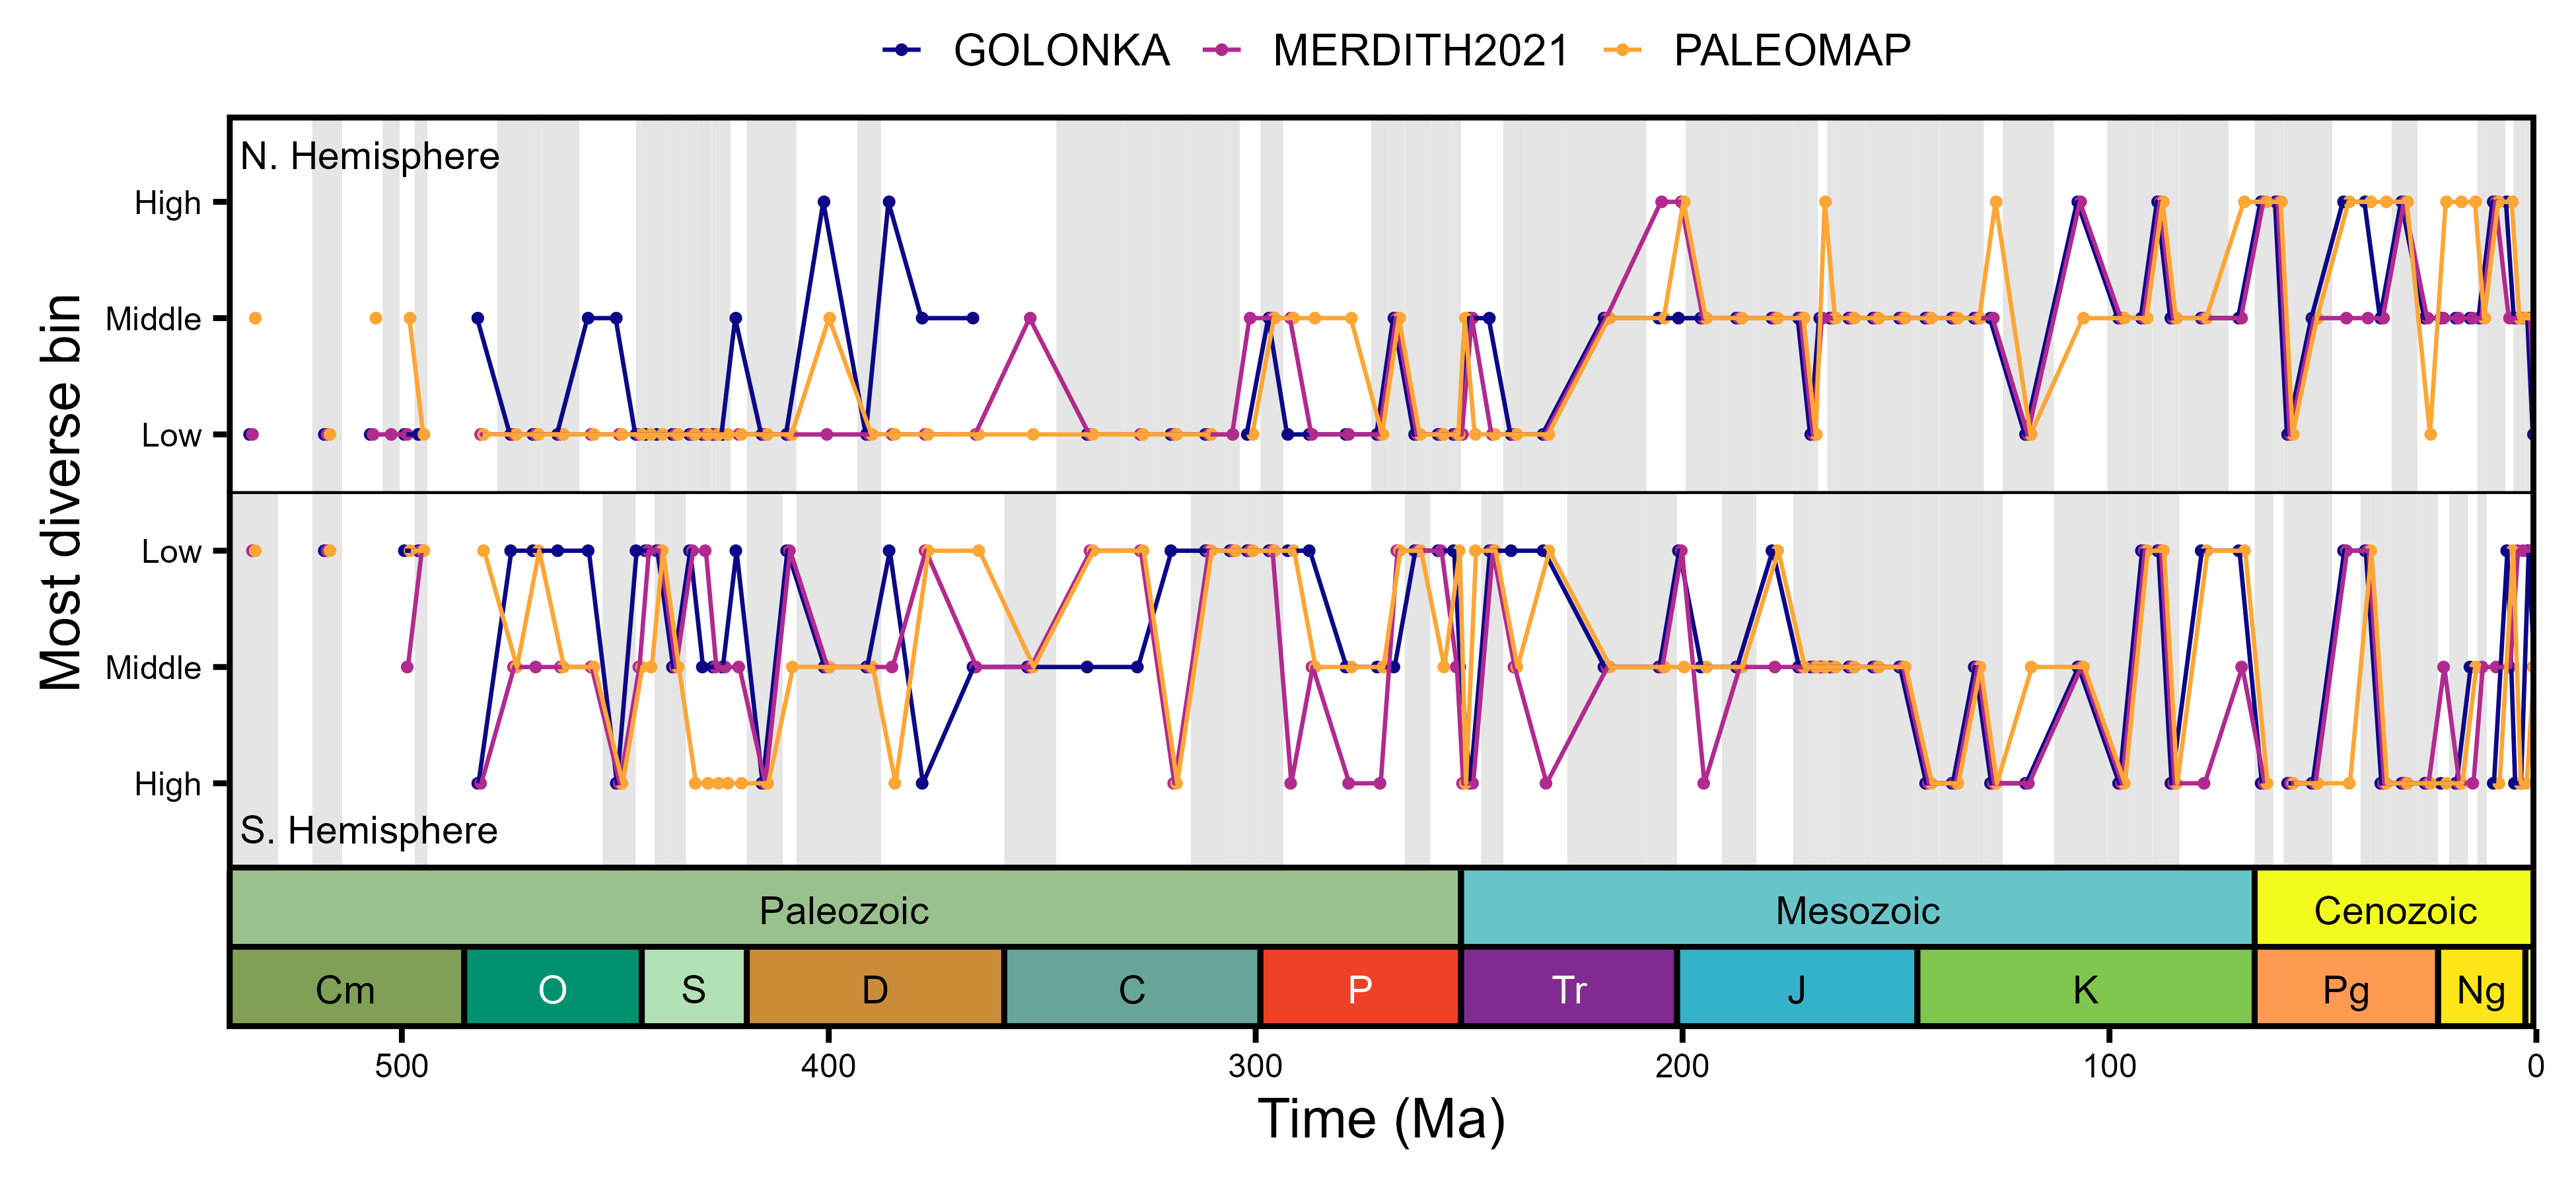 GOLONKA MERDITH2021 PALEOMAP
N. Hemisphere
High
Middle
Low
Low
Middle
High
S. Hemisphere
Most diverse bin
Paleozoic Mesozoic Cenozoic
Cm O S D C P Tr J K Pg Ng
500 400 300 200 100 0
Time (Ma)